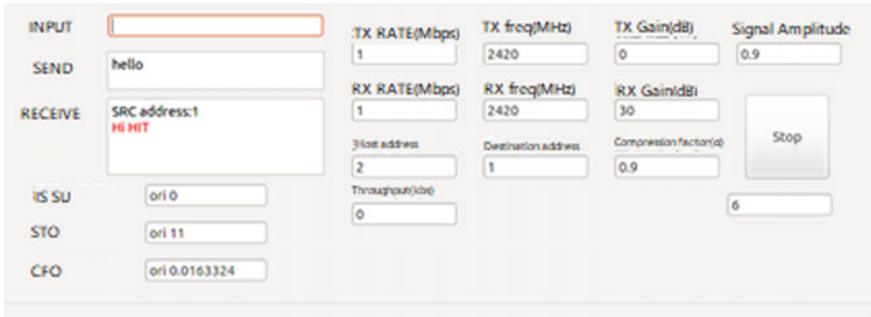 INPUT
TX RATE(Mbps)
1
TX freq(MHz)
2420
TX Gain(dB)
0
Signal Amplitude
0.9
SEND
hello
RX RATE(Mbps)
1
RX freq(MHz)
2420
RX Gain(dB)
30
RECEIVE
SRC address:1
Hi HIT
Host address
2
Destination address
1
Compression factor(α)
0.9
Stop
ori 0
Throughput(kbs)
0
6
STO
ori 11
CFO
ori 0.0163324